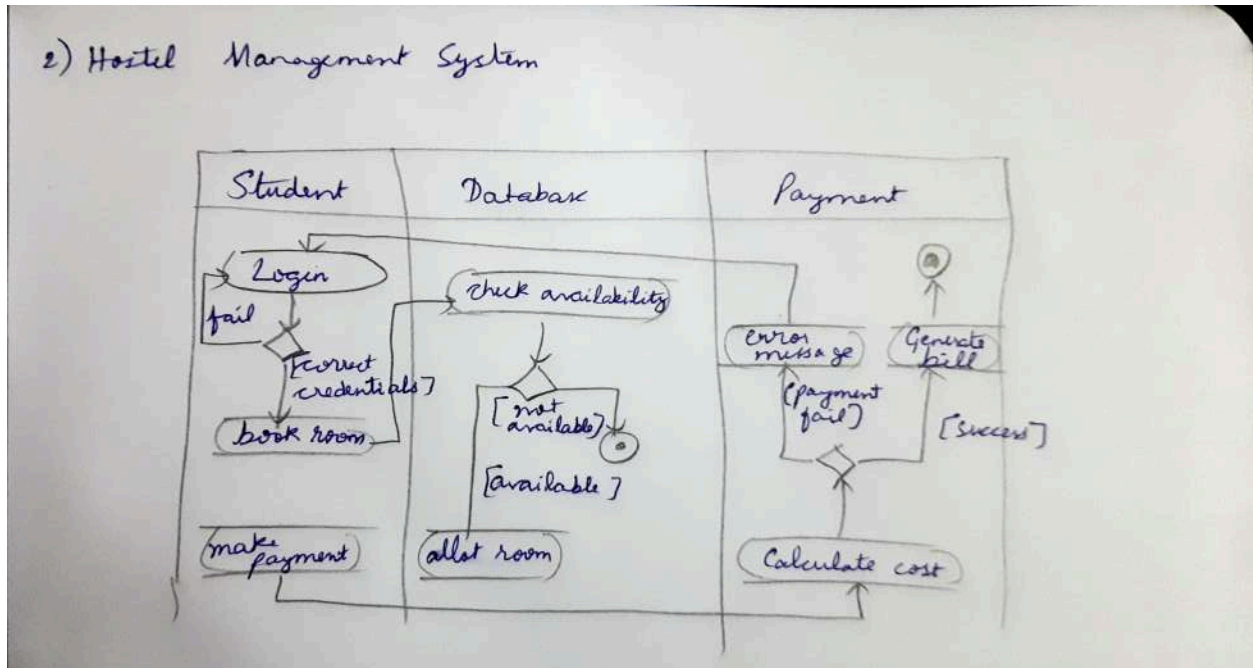 2) Hostel Management System
Student
Database
Payment
Login
fail
[correct
credentials]
book room
make
payment
check availability
[not
available]
[available]
allot room
error
message
Generate
bill
[payment
fail]
[success]
Calculate cost